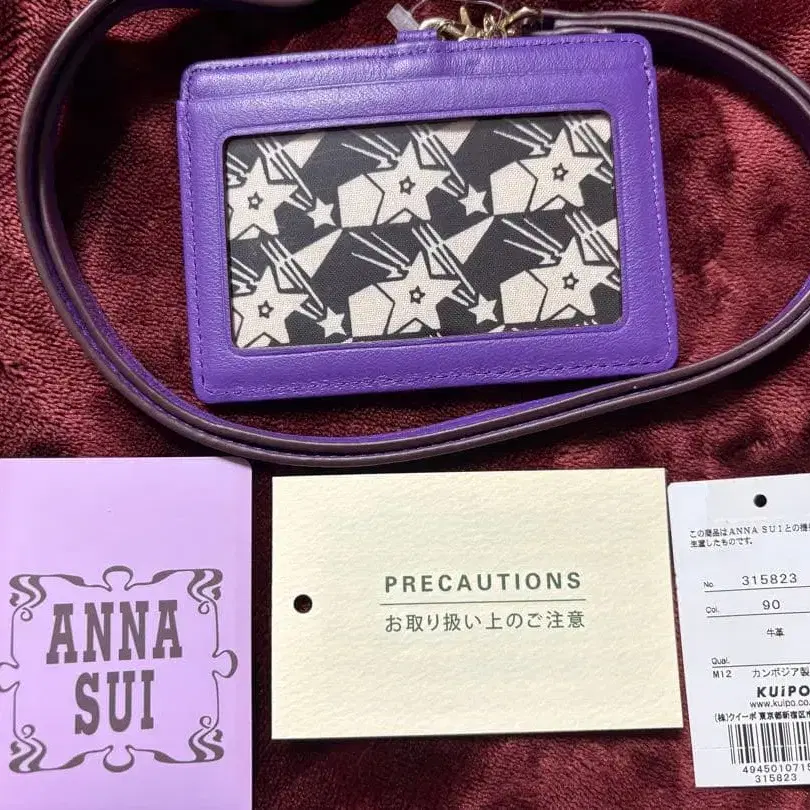 ANNA
SUI
PRECAUTIONS
お取り扱い上のご注意
この商品はANNA SUIとの
生産したものです。
No. 315823
Col. 90
牛革
Qual.
M12 カンボジア製
KUiPO
www.kuipo.co
(株)クイーポ 東京都新宿区
4945010715
315823